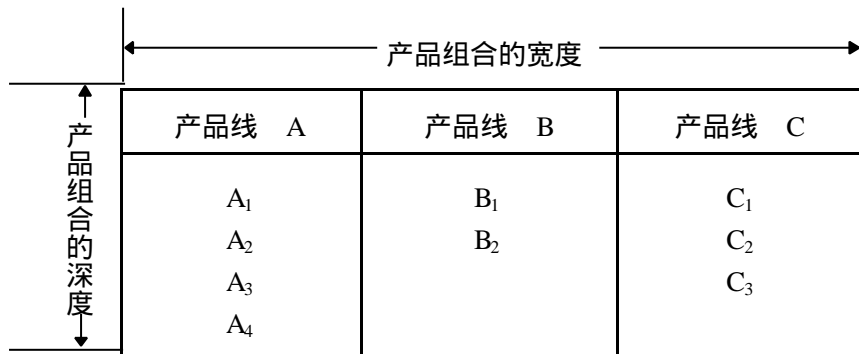 产品组合的宽度
产品组合的深度
产品线 A 产品线 B 产品线 C
A₁ B₁ C₁
A₂ B₂ C₂
A₃ C₃
A₄